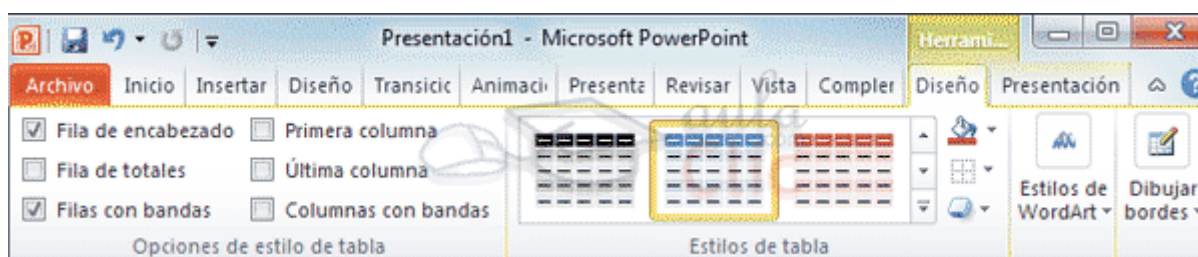 Presentación1 - Microsoft PowerPoint
Herrami...
Archivo Inicio Insertar Diseño Transicic Animaci Presenta Revisar Vista Compler Diseño Presentación
Fila de encabezado Primera columna
Fila de totales Última columna
Filas con bandas Columnas con bandas
Estilos de WordArt
Dibujar bordes
Opciones de estilo de tabla
Estilos de tabla
aula